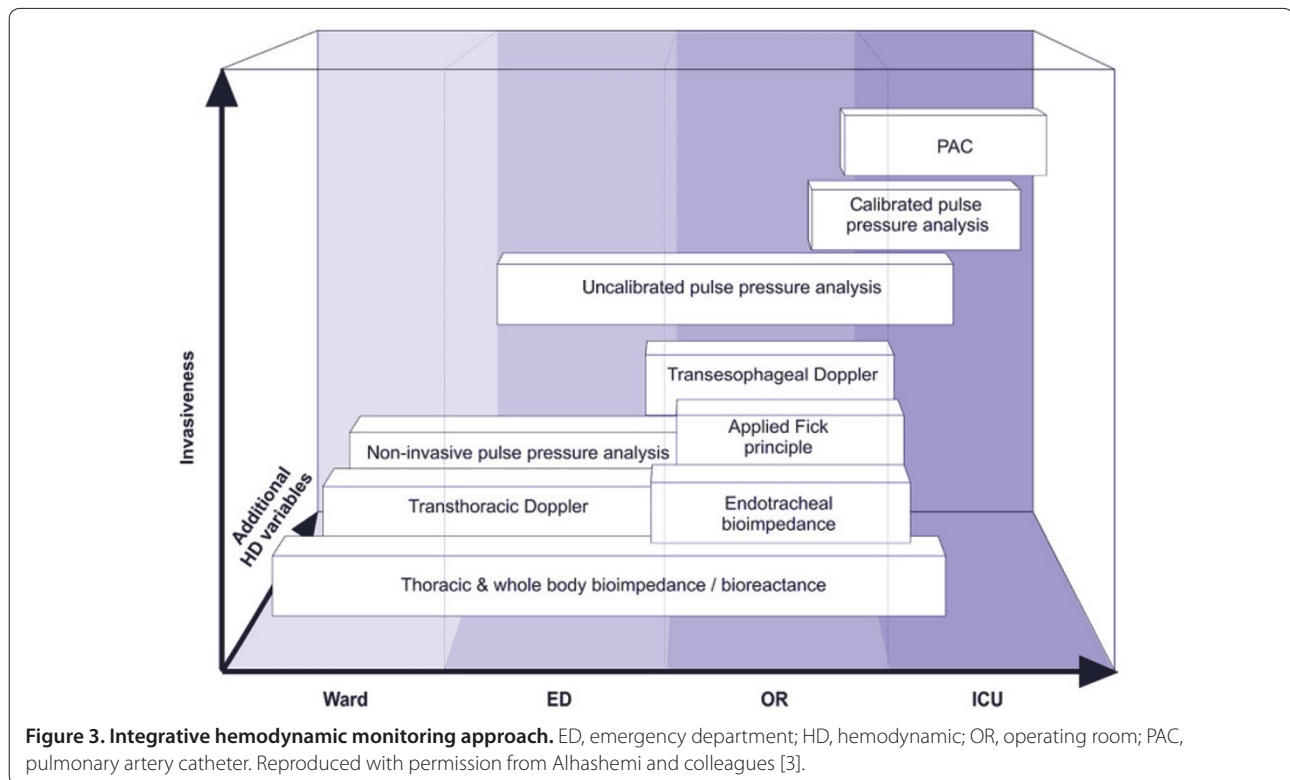 PAC
Calibrated pulse
pressure analysis
Uncalibrated pulse pressure analysis
Transesophageal Doppler
Applied Fick
principle
Non-invasive pulse pressure analysis
Transthoracic Doppler
Endotracheal
bioimpedance
Thoracic & whole body bioimpedance / bioreactance
Invasiveness
Additional
HD variables
Ward
ED
OR
ICU
Figure 3. Integrative hemodynamic monitoring approach. ED, emergency department; HD, hemodynamic; OR, operating room; PAC,
pulmonary artery catheter. Reproduced with permission from Alhashemi and colleagues [3].